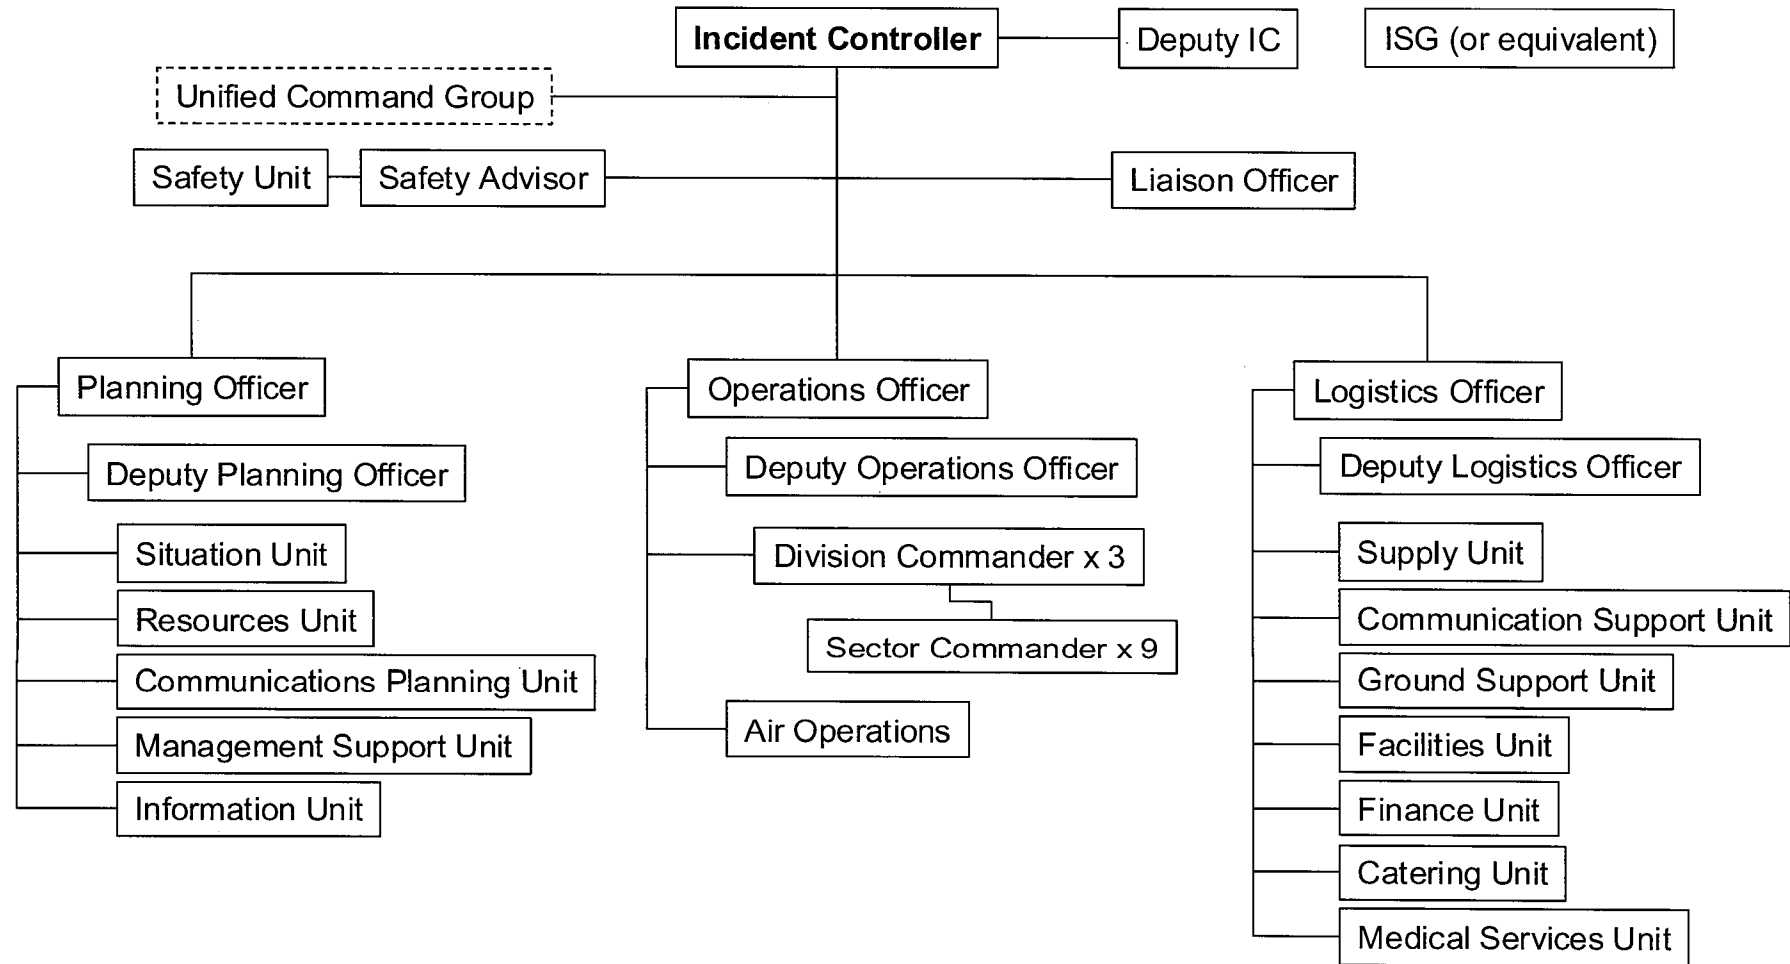 Incident Controller
Deputy IC
ISG (or equivalent)
Unified Command Group
Safety Unit
Safety Advisor
Liaison Officer
Planning Officer
Deputy Planning Officer
Situation Unit
Resources Unit
Communications Planning Unit
Management Support Unit
Information Unit
Operations Officer
Deputy Operations Officer
Division Commander x 3
Sector Commander x 9
Air Operations
Logistics Officer
Deputy Logistics Officer
Supply Unit
Communication Support Unit
Ground Support Unit
Facilities Unit
Finance Unit
Catering Unit
Medical Services Unit